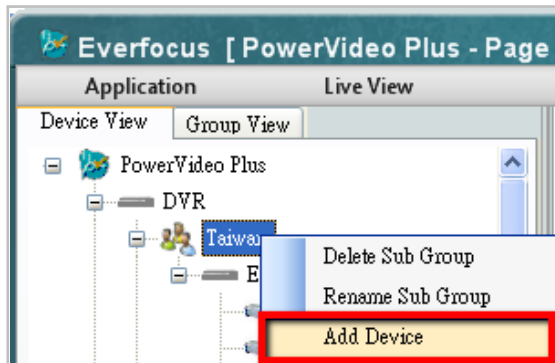 Everfocus [ PowerVideo Plus - Page
Application Live View
Device View Group View
PowerVideo Plus
DVR
Taiwan
Delete Sub Group
E
Rename Sub Group
Add Device